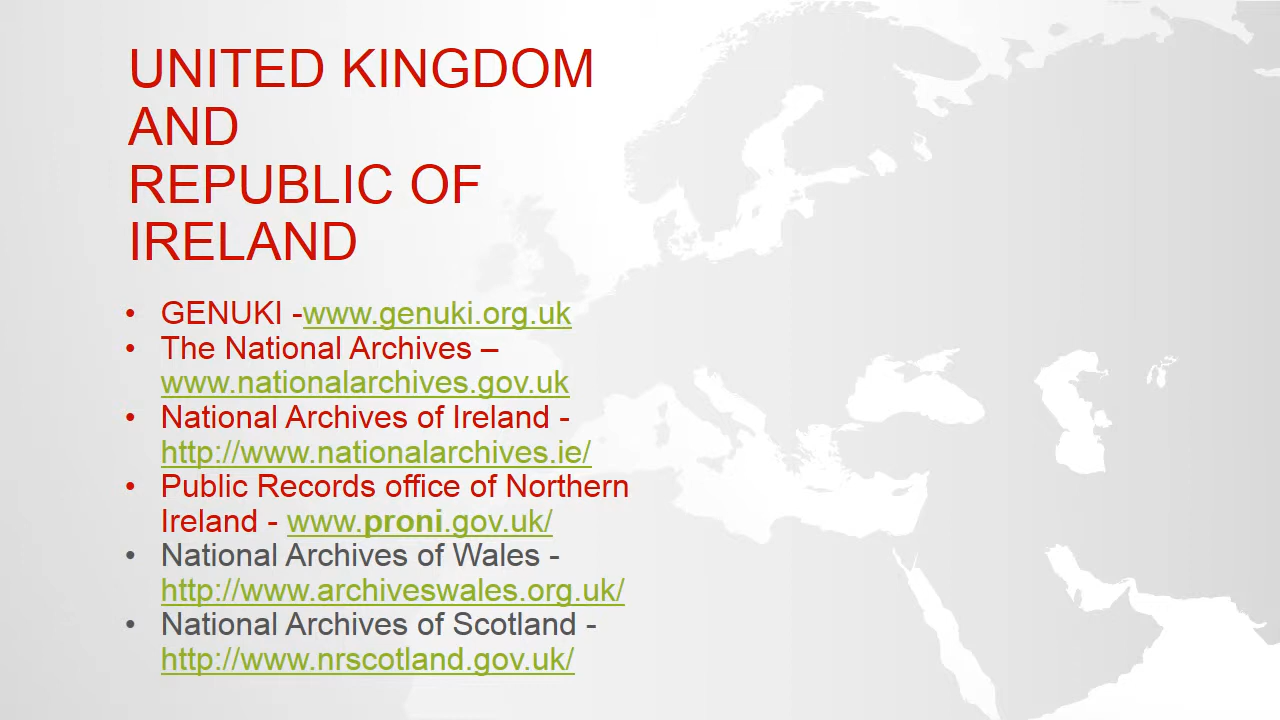 UNITED KINGDOM
AND
REPUBLIC OF
IRELAND
• GENUKI -www.genuki.org.uk
• The National Archives –
www.nationalarchives.gov.uk
• National Archives of Ireland -
http://www.nationalarchives.ie/
• Public Records office of Northern
Ireland - www.proni.gov.uk/
• National Archives of Wales -
http://www.archiveswales.org.uk/
• National Archives of Scotland -
http://www.nrscotland.gov.uk/